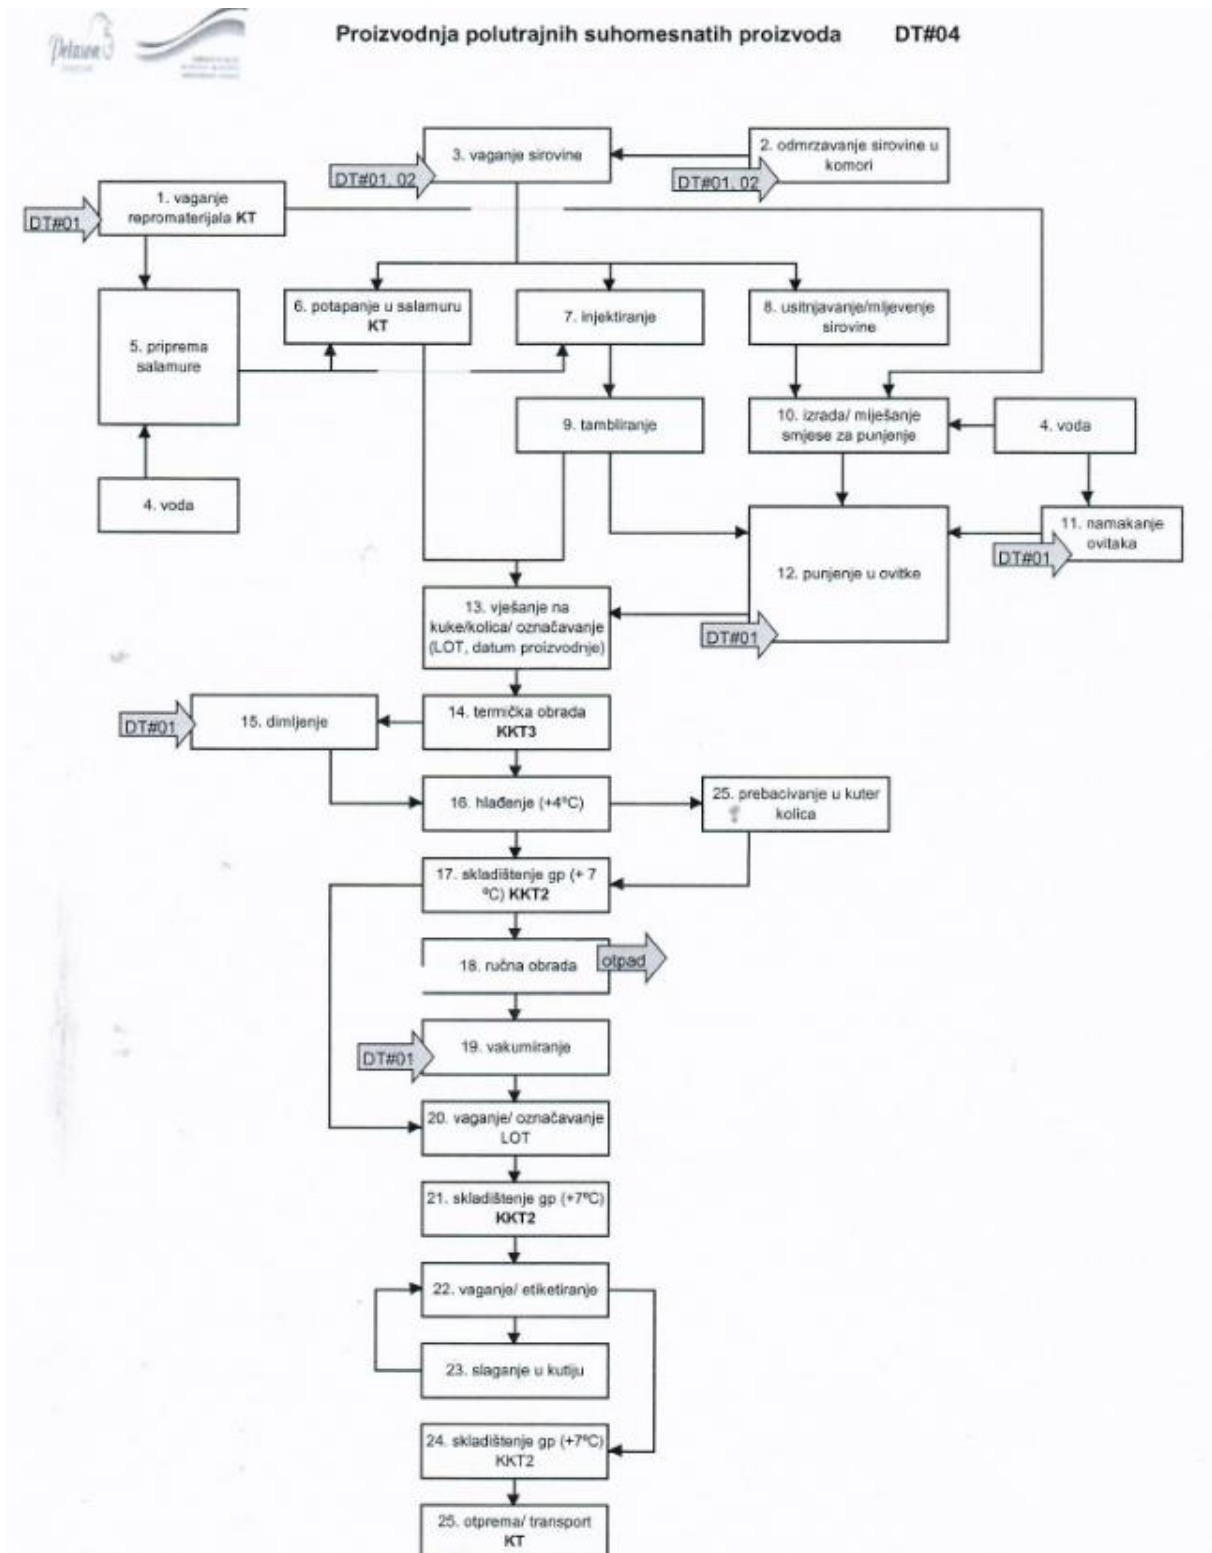 Proizvodnja polutrajnih suhomesnatih proizvoda DT#04
3. vaganje sirovine
DT#01, 02
2. odmrzavanje sirovine u
komori
DT#01, 02
1. vaganje
repromaterijala KT
DT#01
5. priprema
salamure
6. potapanje u salamuru
KT
7. injektiranje
8. usitnjavanje/mljevenje
sirovine
9. tambliranje
10. izrada/ miješanje
smjese za punjenje
4. voda
4. voda
11. namakanje
ovitaka
DT#01
12. punjenje u ovitke
DT#01
13. vješanje na
kuke/kolica/ označavanje
(LOT, datum proizvodnje)
14. termička obrada
KKT3
15. dimljenje
DT#01
16. hlađenje (+4ºC)
25. prebacivanje u kuter
kolica
17. skladištenje gp (+ 7
ºC) KKT2
18. ručna obrada
otpad
19. vakumiranje
DT#01
20. vaganje/ označavanje
LOT
21. skladištenje gp (+7ºC)
KKT2
22. vaganje/ etiketiranje
23. slaganje u kutiju
24. skladištenje gp (+7ºC)
KKT2
25. otprema/ transport
KT